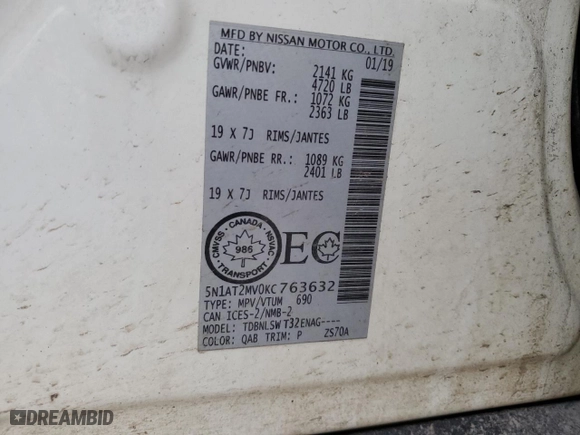 MFD BY NISSAN MOTOR CO., LTD.
DATE: 01/19
GVWR/PNBV: 2141 KG
4720 LB
GAWR/PNBE FR.: 1072 KG
2363 LB
19 X 7J RIMS/JANTES
GAWR/PNBE RR.: 1089 KG
2401 LB
19 X 7J RIMS/JANTES
CMVSS - CANADA - NSVAC
986
TRANSPORT
EC
5N1AT2MV0KC763632
TYPE: MPV/VTUM 690
CAN ICES-2/NMB-2
MODEL: TDBNLSWT32ENAG----
COLOR: QAB TRIM: P ZS70A
DREAMBID